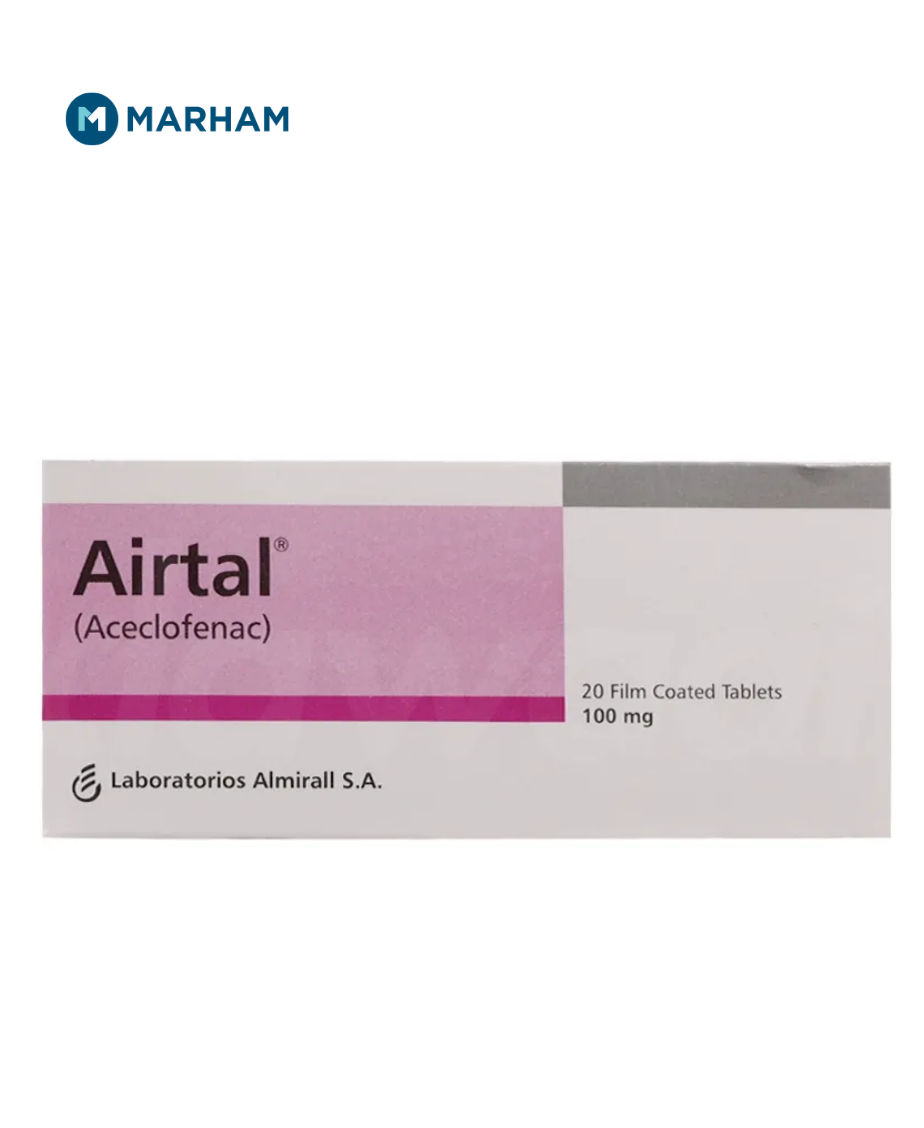 MARHAM
Airtal®
(Aceclofenac)
20 Film Coated Tablets
100 mg
Laboratorios Almirall S.A.